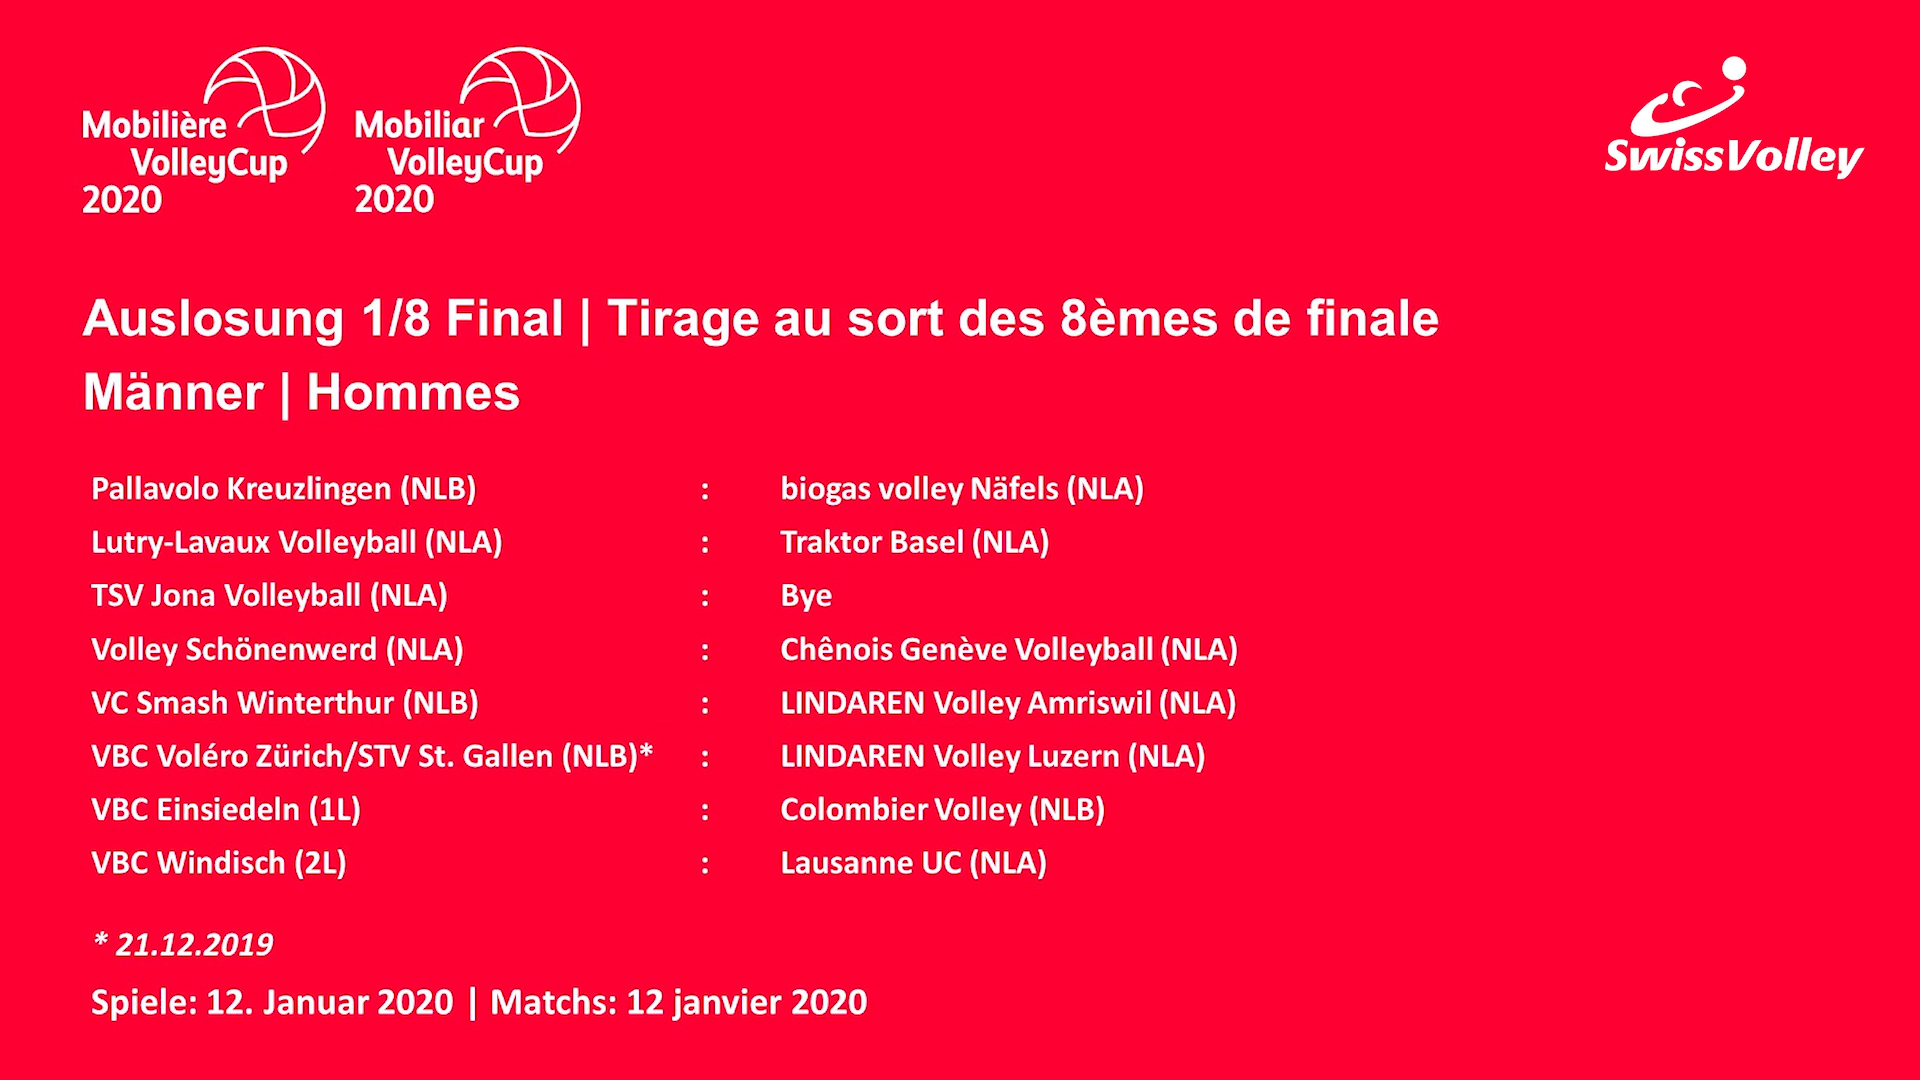 Mobilière
VolleyCup
2020
Mobiliar
VolleyCup
2020
SwissVolley
Auslosung 1/8 Final | Tirage au sort des 8èmes de finale
Männer | Hommes
Pallavolo Kreuzlingen (NLB) : biogas volley Näfels (NLA)
Lutry-Lavaux Volleyball (NLA) : Traktor Basel (NLA)
TSV Jona Volleyball (NLA) : Bye
Volley Schönenwerd (NLA) : Chênois Genève Volleyball (NLA)
VC Smash Winterthur (NLB) : LINDAREN Volley Amriswil (NLA)
VBC Voléro Zürich/STV St. Gallen (NLB)* : LINDAREN Volley Luzern (NLA)
VBC Einsiedeln (1L) : Colombier Volley (NLB)
VBC Windisch (2L) : Lausanne UC (NLA)
* 21.12.2019
Spiele: 12. Januar 2020 | Matchs: 12 janvier 2020